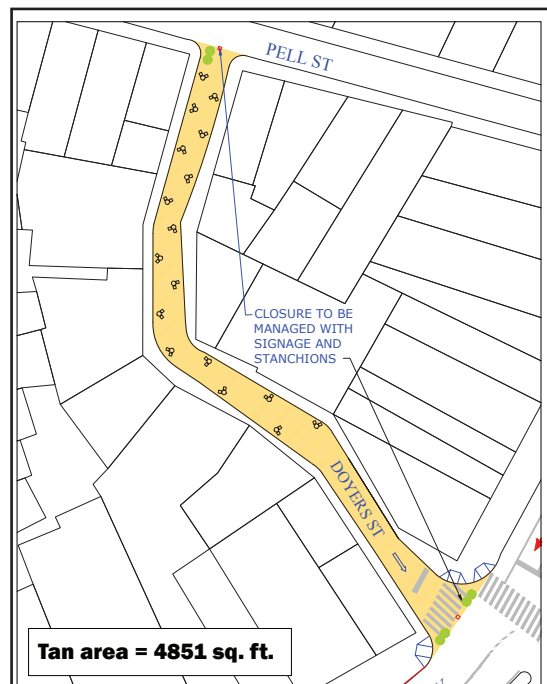 PELL ST
CLOSURE TO BE
MANAGED WITH
SIGNAGE AND
STANCHIONS
DOYERS ST
Tan area = 4851 sq. ft.